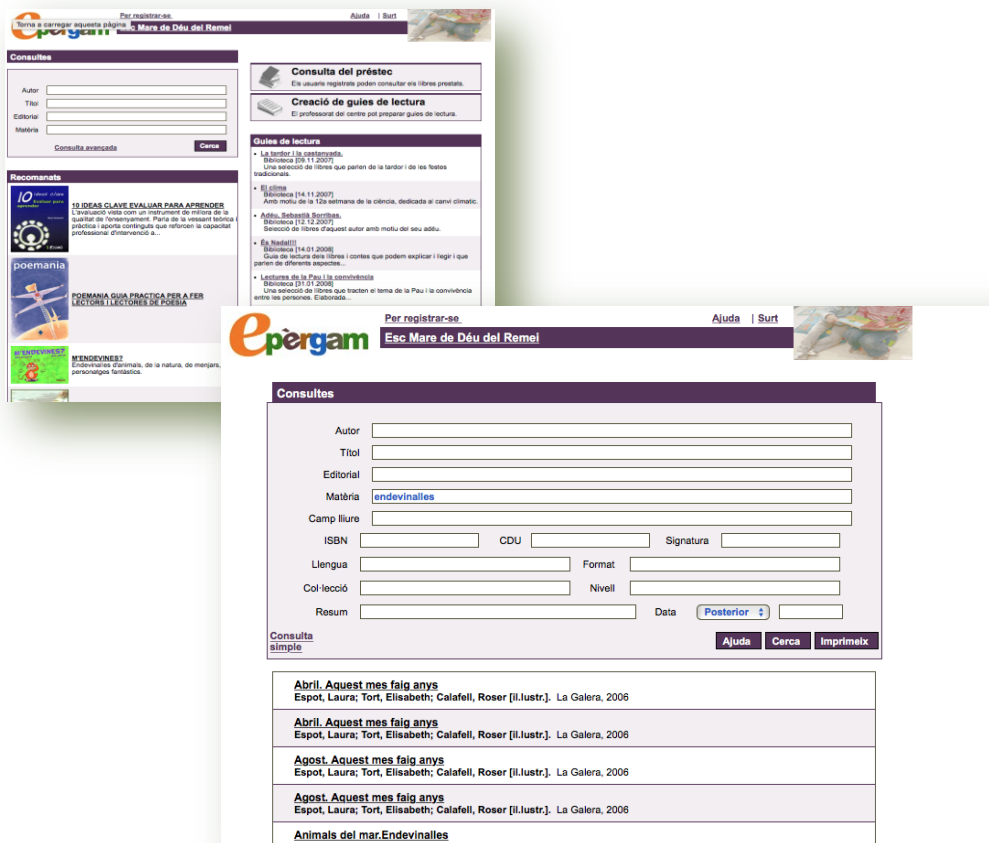 Per registrar-se
Ajuda | Surt
Torna a carregar aquesta pàgina
epèrgam
Esc Mare de Déu del Remei
Consultes
Autor
Títol
Editorial
Matèria
Consulta avançada
Cerca
Recomanats
10 ideas clave
Evaluar para aprender
10 IDEAS CLAVE EVALUAR PARA APRENDER
L'avaluació vista com un instrument de millora de la
qualitat de l'ensenyament. Parla de la vessant teòrica i
pràctica i aporta continguts que reforcen la capacitat
professional d'intervenció a...
poemania
POEMANIA GUIA PRACTICA PER A FER
LECTORS I LECTORES DE POESIA
M'ENDEVINES?
M'ENDEVINES?
Endevinalles d'animals, de la natura, de menjars,
personatges fantàstics.
Consulta del préstec
Els usuaris registrats poden consultar els llibres prestats.
Creació de guies de lectura
El professorat del centre pot preparar guies de lectura.
Guies de lectura
• La tardor i la castanyada.
Biblioteca [09.11.2007]
Una selecció de llibres que parlen de la tardor i de les festes
tradicionals.
• El clima
Biblioteca [14.11.2007]
Amb motiu de la 12a setmana de la ciència, dedicada al canvi climatic.
• Adéu, Sebastià Sorribas.
Biblioteca [12.12.2007]
Selecció de llibres d'aquest autor amb motiu del seu adéu.
• És Nadal!!!
Biblioteca [14.01.2008]
Guia de lectura dels llibres i contes que podem explicar i llegir i que
parlen de diferents aspectes...
• Lectures de la Pau i la convivència
Biblioteca [31.01.2008]
Una selecció de llibres que tracten el tema de la Pau i la convivència
entre les persones. Elaborada...
epèrgam
Per registrar-se
Ajuda | Surt
Esc Mare de Déu del Remei
Consultes
Autor
Títol
Editorial
Matèria endevinalles
Camp lliure
ISBN CDU Signatura
Llengua Format
Col·lecció Nivell
Resum Data Posterior
Consulta
simple
Ajuda Cerca Imprimeix
Abril. Aquest mes faig anys
Espot, Laura; Tort, Elisabeth; Calafell, Roser [il.lustr.]. La Galera, 2006
Abril. Aquest mes faig anys
Espot, Laura; Tort, Elisabeth; Calafell, Roser [il.lustr.]. La Galera, 2006
Agost. Aquest mes faig anys
Espot, Laura; Tort, Elisabeth; Calafell, Roser [il.lustr.]. La Galera, 2006
Agost. Aquest mes faig anys
Espot, Laura; Tort, Elisabeth; Calafell, Roser [il.lustr.]. La Galera, 2006
Animals del mar.Endevinalles